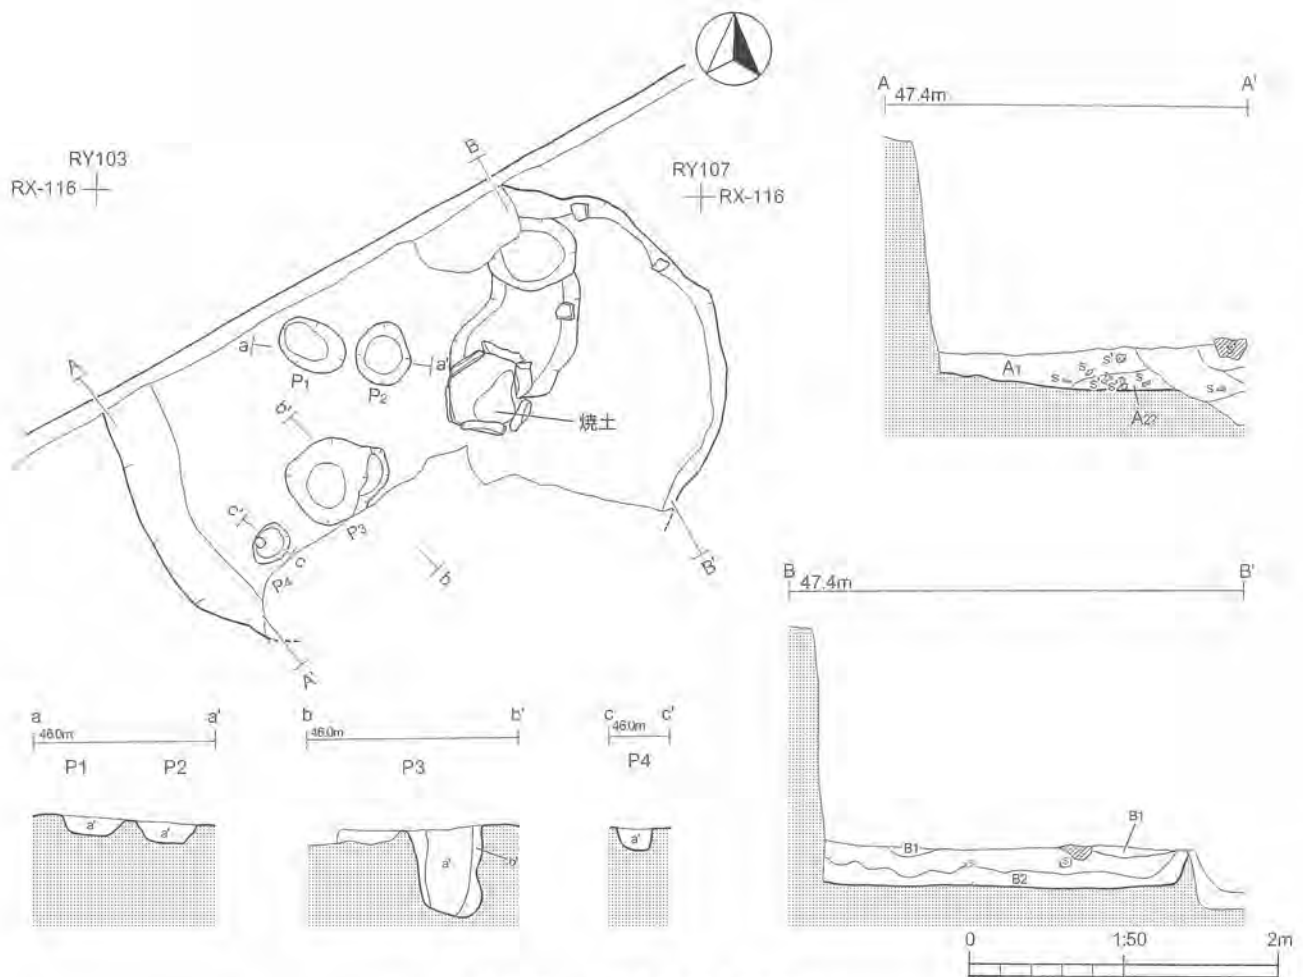 RY103
RX-116
RY107
RX-116
B
A
a
P1
P2
a'
焼土
b'
P3
c'
c
P4
b
B'
A'
A A'
47.4m
S
A1
S
S
S
S
S
A2?
B B'
47.4m
B1
B1
S
S
B2
a a'
46.0m
P1 P2
a' a'
b b'
46.0m
P3
a'
b'
c c'
46.0m
P4
a'
0 1:50 2m